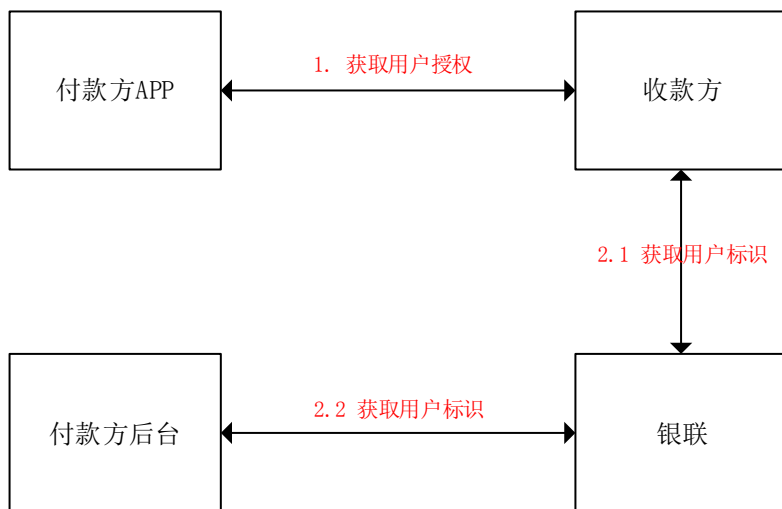 付款方APP
1. 获取用户授权
收款方
2.1 获取用户标识
付款方后台
2.2 获取用户标识
银联